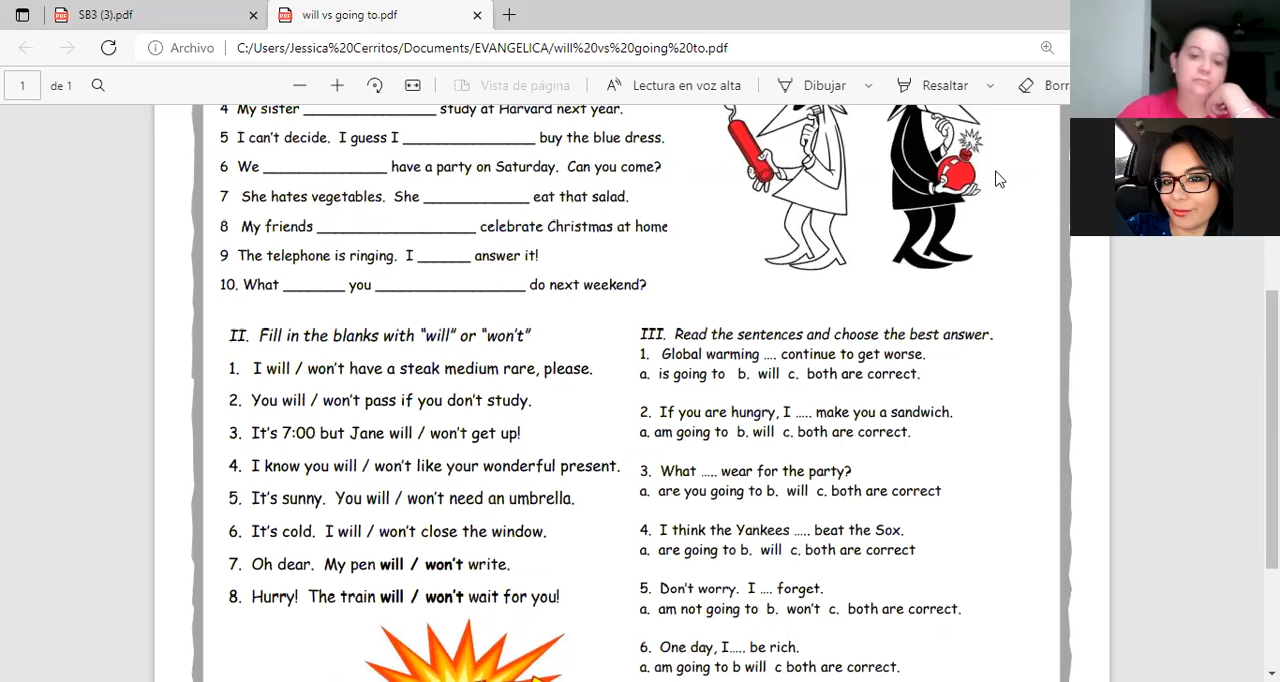 SB3 (3).pdf
will vs going to.pdf
Archivo
C:/Users/Jessica%20Cerritos/Documents/EVANGELICA/will%20vs%20going%20to.pdf
1 de 1
Vista de página
Lectura en voz alta
Dibujar
Resaltar
Borr
4 My sister ________________ study at Harvard next year.
5 I can't decide. I guess I ________________ buy the blue dress.
6 We _______________ have a party on Saturday. Can you come?
7 She hates vegetables. She _____________ eat that salad.
8 My friends ___________________ celebrate Christmas at home
9 The telephone is ringing. I ______ answer it!
10. What _______ you __________________ do next weekend?
II. Fill in the blanks with "will" or "won't"
1. I will / won't have a steak medium rare, please.
2. You will / won't pass if you don't study.
3. It's 7:00 but Jane will / won't get up!
4. I know you will / won't like your wonderful present.
5. It's sunny. You will / won't need an umbrella.
6. It's cold. I will / won't close the window.
7. Oh dear. My pen will / won't write.
8. Hurry! The train will / won't wait for you!
III. Read the sentences and choose the best answer.
1. Global warming .... continue to get worse.
a. is going to b. will c. both are correct.
2. If you are hungry, I ..... make you a sandwich.
a. am going to b. will c. both are correct.
3. What ..... wear for the party?
a. are you going to b. will c. both are correct
4. I think the Yankees ..... beat the Sox.
a. are going to b. will c. both are correct
5. Don't worry. I .... forget.
a. am not going to b. won't c. both are correct.
6. One day, I..... be rich.
a. am going to b will c both are correct.